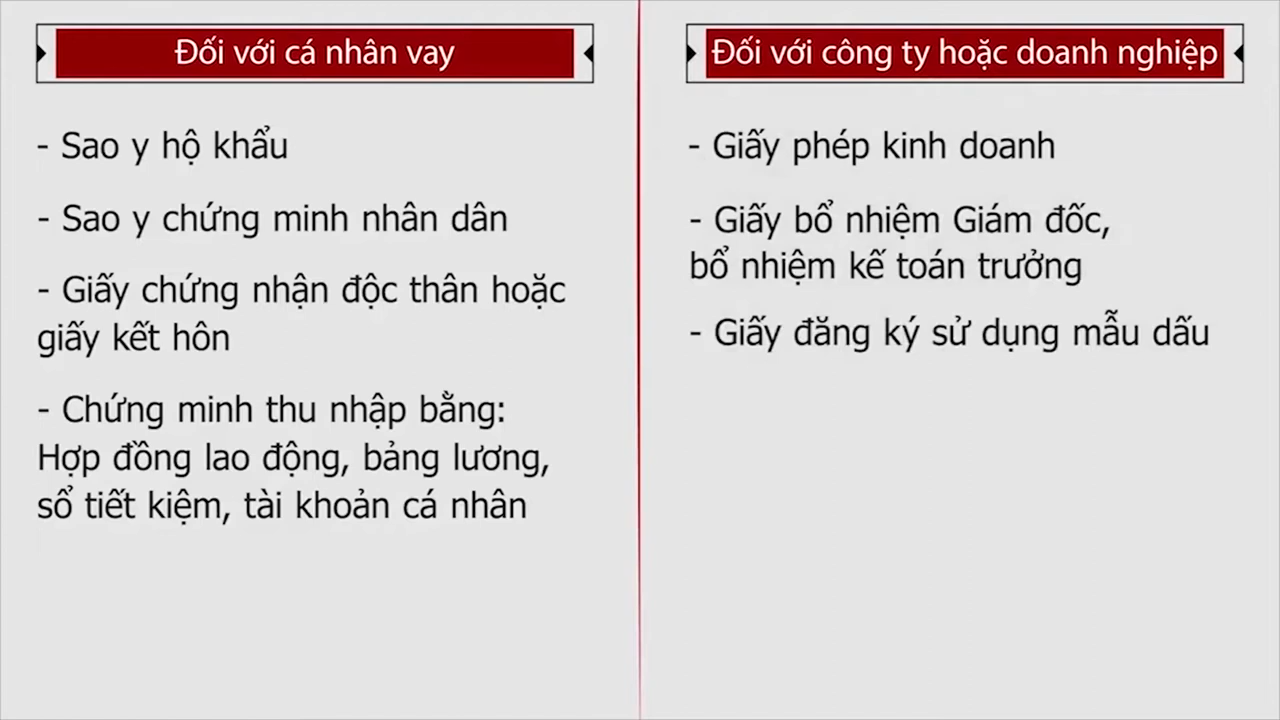 Đối với cá nhân vay
- Sao y hộ khẩu
- Sao y chứng minh nhân dân
- Giấy chứng nhận độc thân hoặc
giấy kết hôn
- Chứng minh thu nhập bằng:
Hợp đồng lao động, bảng lương,
sổ tiết kiệm, tài khoản cá nhân
Đối với công ty hoặc doanh nghiệp
- Giấy phép kinh doanh
- Giấy bổ nhiệm Giám đốc,
bổ nhiệm kế toán trưởng
- Giấy đăng ký sử dụng mẫu dấu